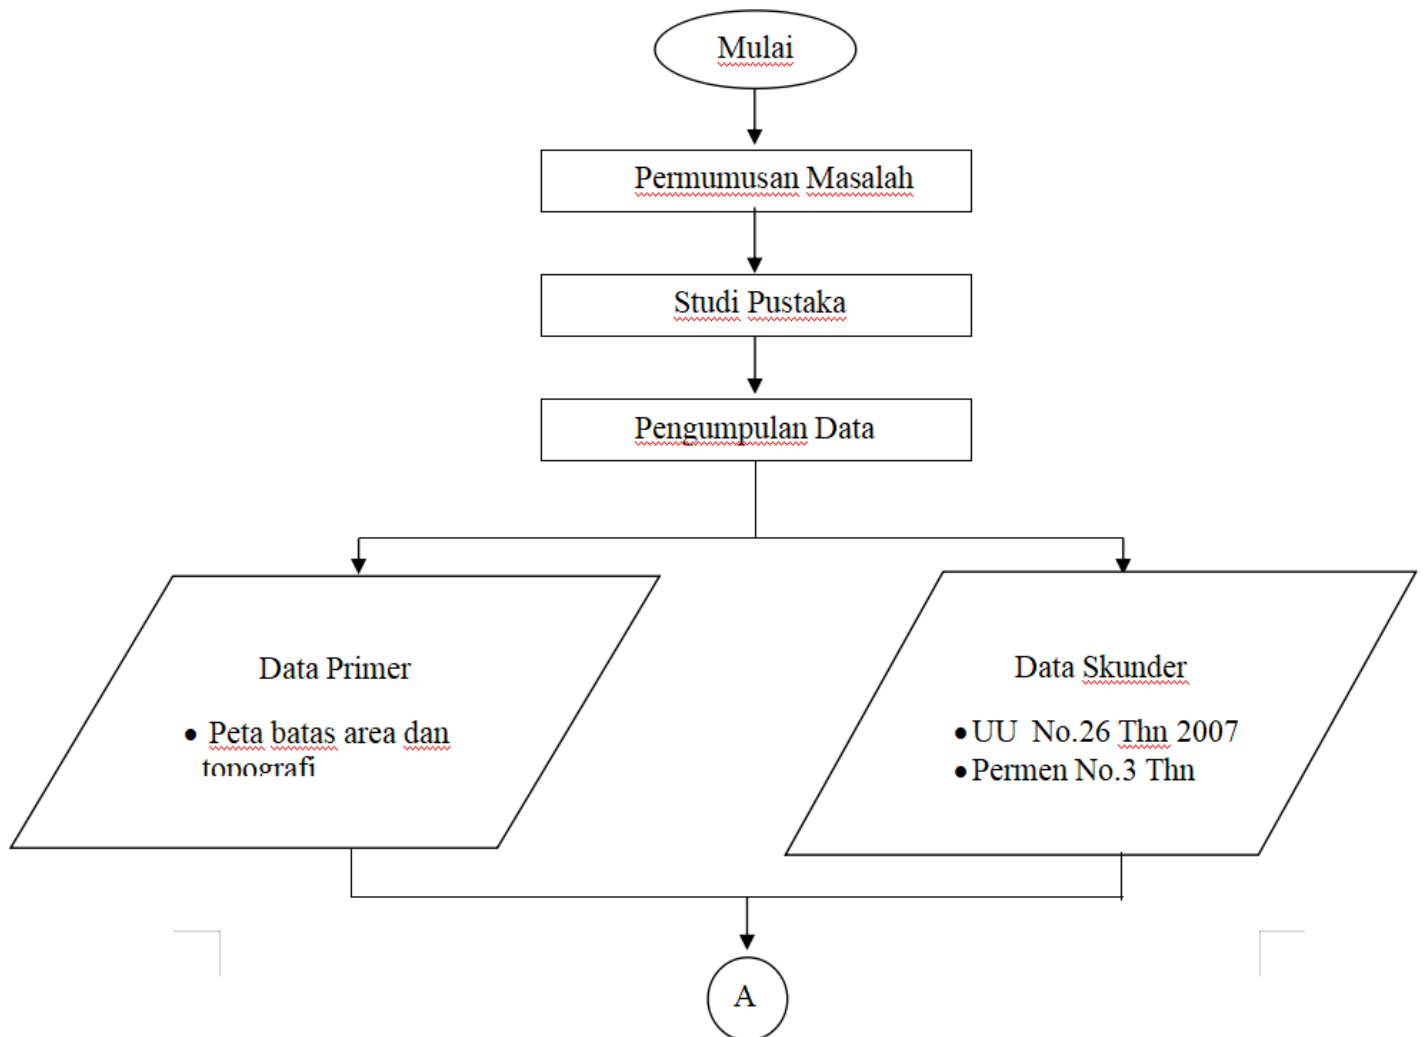 Mulai
Permumusan Masalah
Studi Pustaka
Pengumpulan Data
Data Primer
• Peta batas area dan
topografi
Data Skunder
• UU No.26 Thn 2007
• Permen No.3 Thn
A